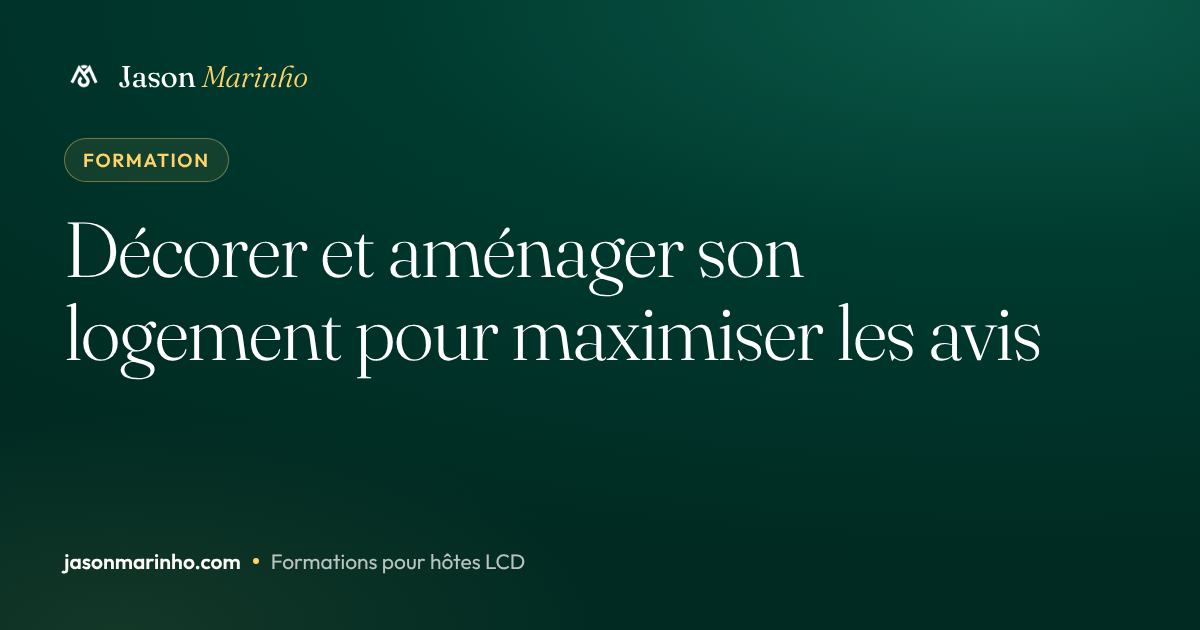 Jason Marinho
FORMATION
Décorer et aménager son
logement pour maximiser les avis
jasonmarinho.com • Formations pour hôtes LCD